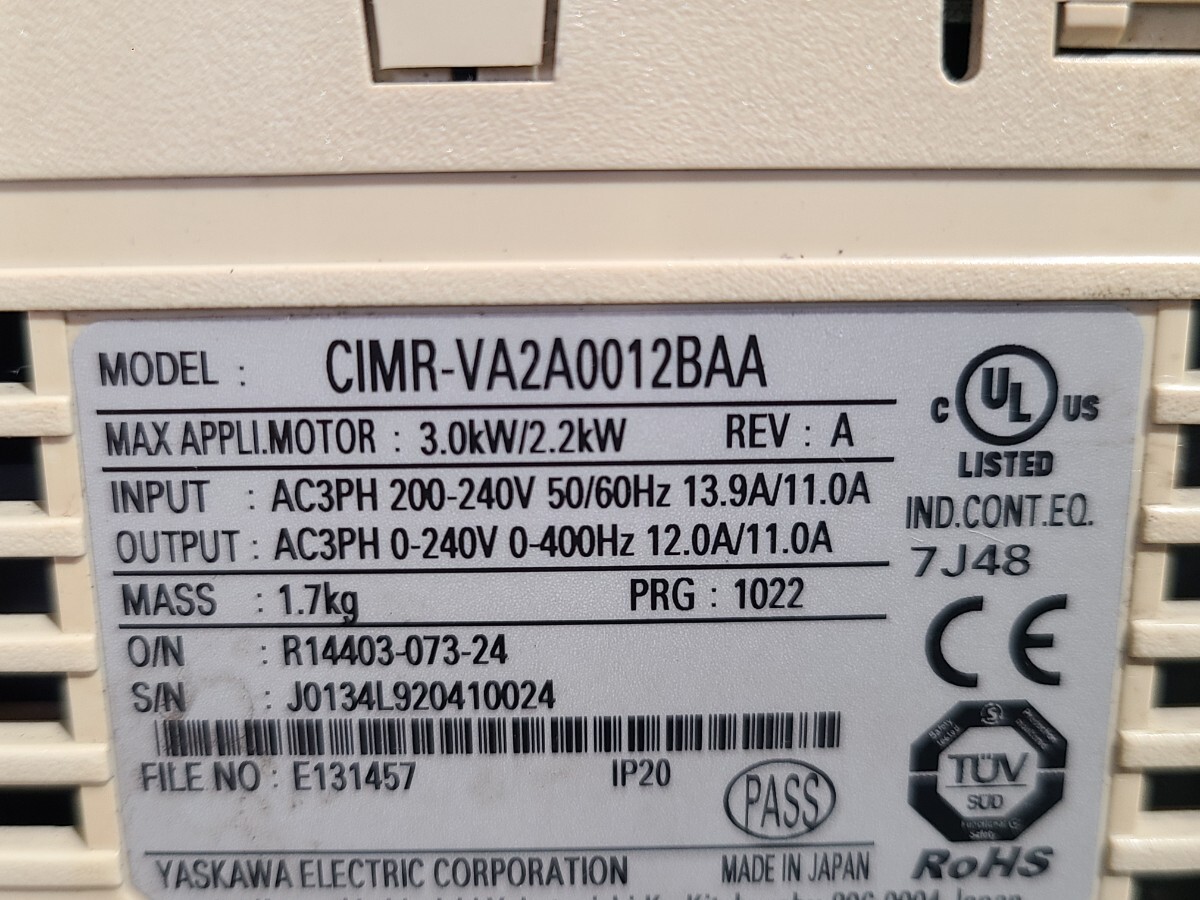 MODEL : CIMR-VA2A0012BAA
MAX APPLI.MOTOR : 3.0kW/2.2kW REV : A
INPUT : AC3PH 200-240V 50/60Hz 13.9A/11.0A
OUTPUT : AC3PH 0-240V 0-400Hz 12.0A/11.0A
MASS : 1.7kg PRG : 1022
O/N : R14403-073-24
S/N : J0134L920410024
FILE NO : E131457 IP20
PASS
YASKAWA ELECTRIC CORPORATION MADE IN JAPAN
C UL US
LISTED
IND.CONT.EQ.
7J48
CE
TÜV
SÜD
Functional
Safety
RoHS